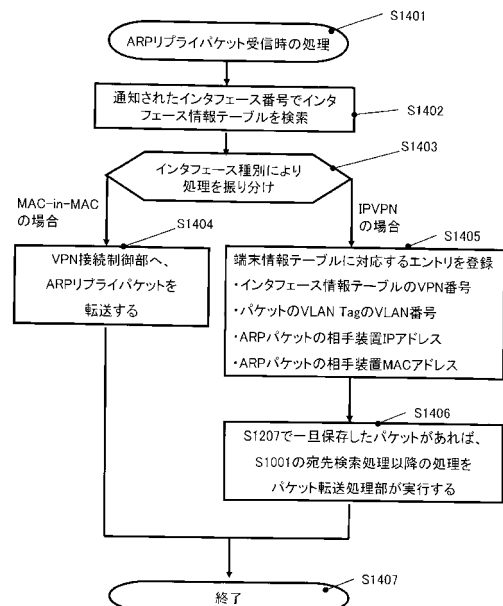 S1401
ARPリプライパケット受信時の処理
通知されたインタフェース番号でインタ
フェース情報テーブルを検索
S1402
S1403
インタフェース種別により
処理を振り分け
MAC-in-MAC
の場合
S1404
VPN接続制御部へ、
ARPリプライパケットを
転送する
IPVPN
の場合
S1405
端末情報テーブルに対応するエントリを登録
・インタフェース情報テーブルのVPN番号
・パケットのVLAN TagのVLAN番号
・ARPパケットの相手装置IPアドレス
・ARPパケットの相手装置MACアドレス
S1406
S1207で一旦保存したパケットがあれば、
S1001の宛先検索処理以降の処理を
パケット転送処理部が実行する
S1407
終了